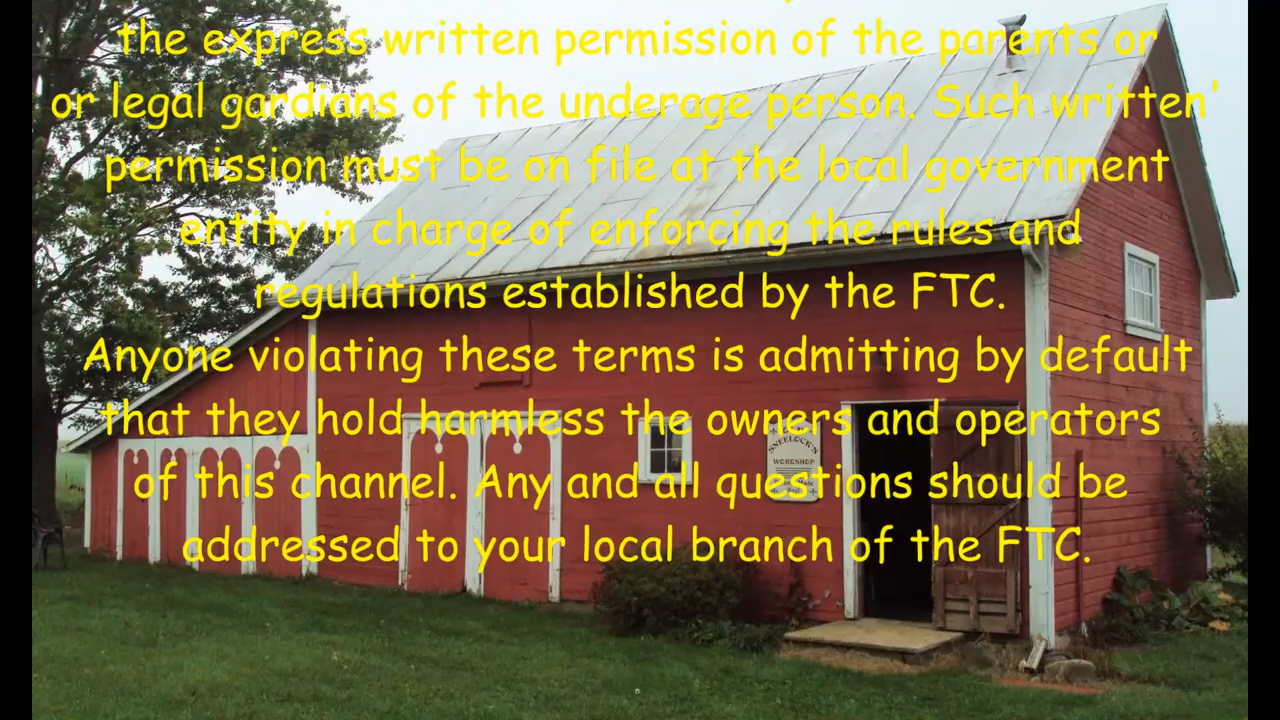 the express written permission of the parents or
or legal gardians of the underage person. Such written'
permission must be on file at the local government
entity in charge of enforcing the rules and
regulations established by the FTC.
Anyone violating these terms is admitting by default
that they hold harmless the owners and operators
of this channel. Any and all questions should be
addressed to your local branch of the FTC.
SNEELOCK'S
WORKSHOP